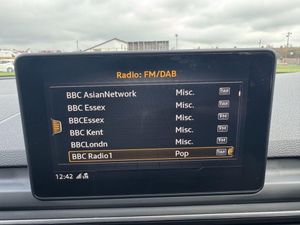 Radio: FM/DAB
BBC AsianNetwork Misc.
BBC Essex Misc.
BBCEssex Misc.
BBC Kent Misc.
BBCLondn Misc.
BBC Radio1 Pop
12:42